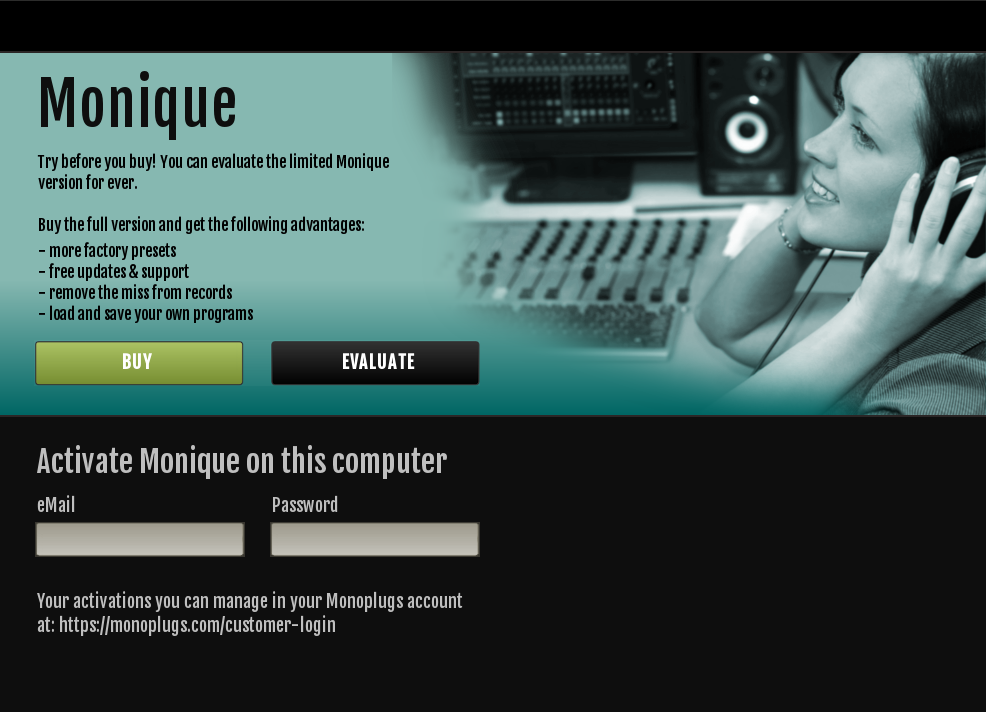 Monique
Try before you buy! You can evaluate the limited Monique
version for ever.
Buy the full version and get the following advantages:
- more factory presets
- free updates & support
- remove the miss from records
- load and save your own programs
BUY
EVALUATE
Activate Monique on this computer
eMail
Password
Your activations you can manage in your Monoplugs account
at: https://monoplugs.com/customer-login